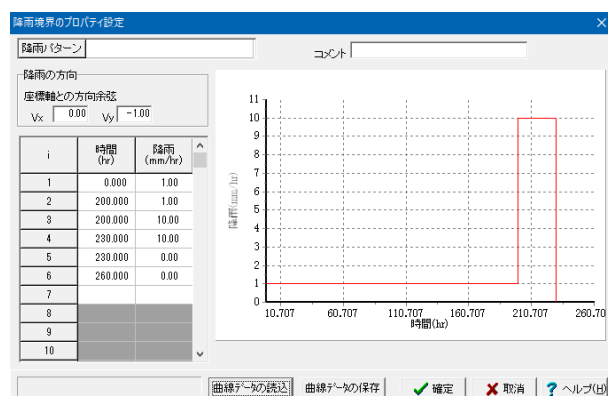 降雨境界のプロパティ設定
降雨パターン
コメント
降雨の方向
座標軸との方向余弦
Vx 0.00 Vy -1.00
i 時間(hr) 降雨(mm/hr)
1 0.000 1.00
2 200.000 1.00
3 200.000 10.00
4 230.000 10.00
5 230.000 0.00
6 260.000 0.00
7
8
9
10
降雨(mm/hr)
11
10
9
8
7
6
5
4
3
2
1
0
10.707 60.707 110.707 160.707 210.707 260.70
時間(hr)
曲線データの読込 曲線データの保存 確定 取消 ヘルプ(H)